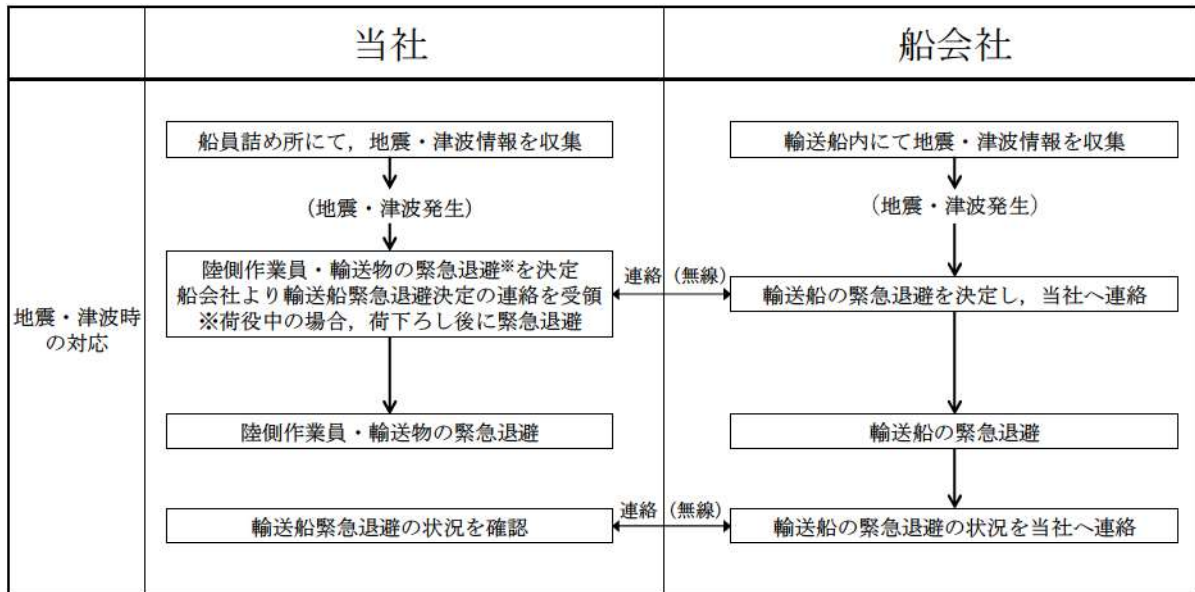 当社
船会社
地震・津波時
の対応
船員詰め所にて，地震・津波情報を収集
（地震・津波発生）
陸側作業員・輸送物の緊急退避※を決定
船会社より輸送船緊急退避決定の連絡を受領
※荷役中の場合，荷下ろし後に緊急退避
陸側作業員・輸送物の緊急退避
輸送船緊急退避の状況を確認
連絡（無線）
連絡（無線）
輸送船内にて地震・津波情報を収集
（地震・津波発生）
輸送船の緊急退避を決定し，当社へ連絡
輸送船の緊急退避
輸送船の緊急退避の状況を当社へ連絡